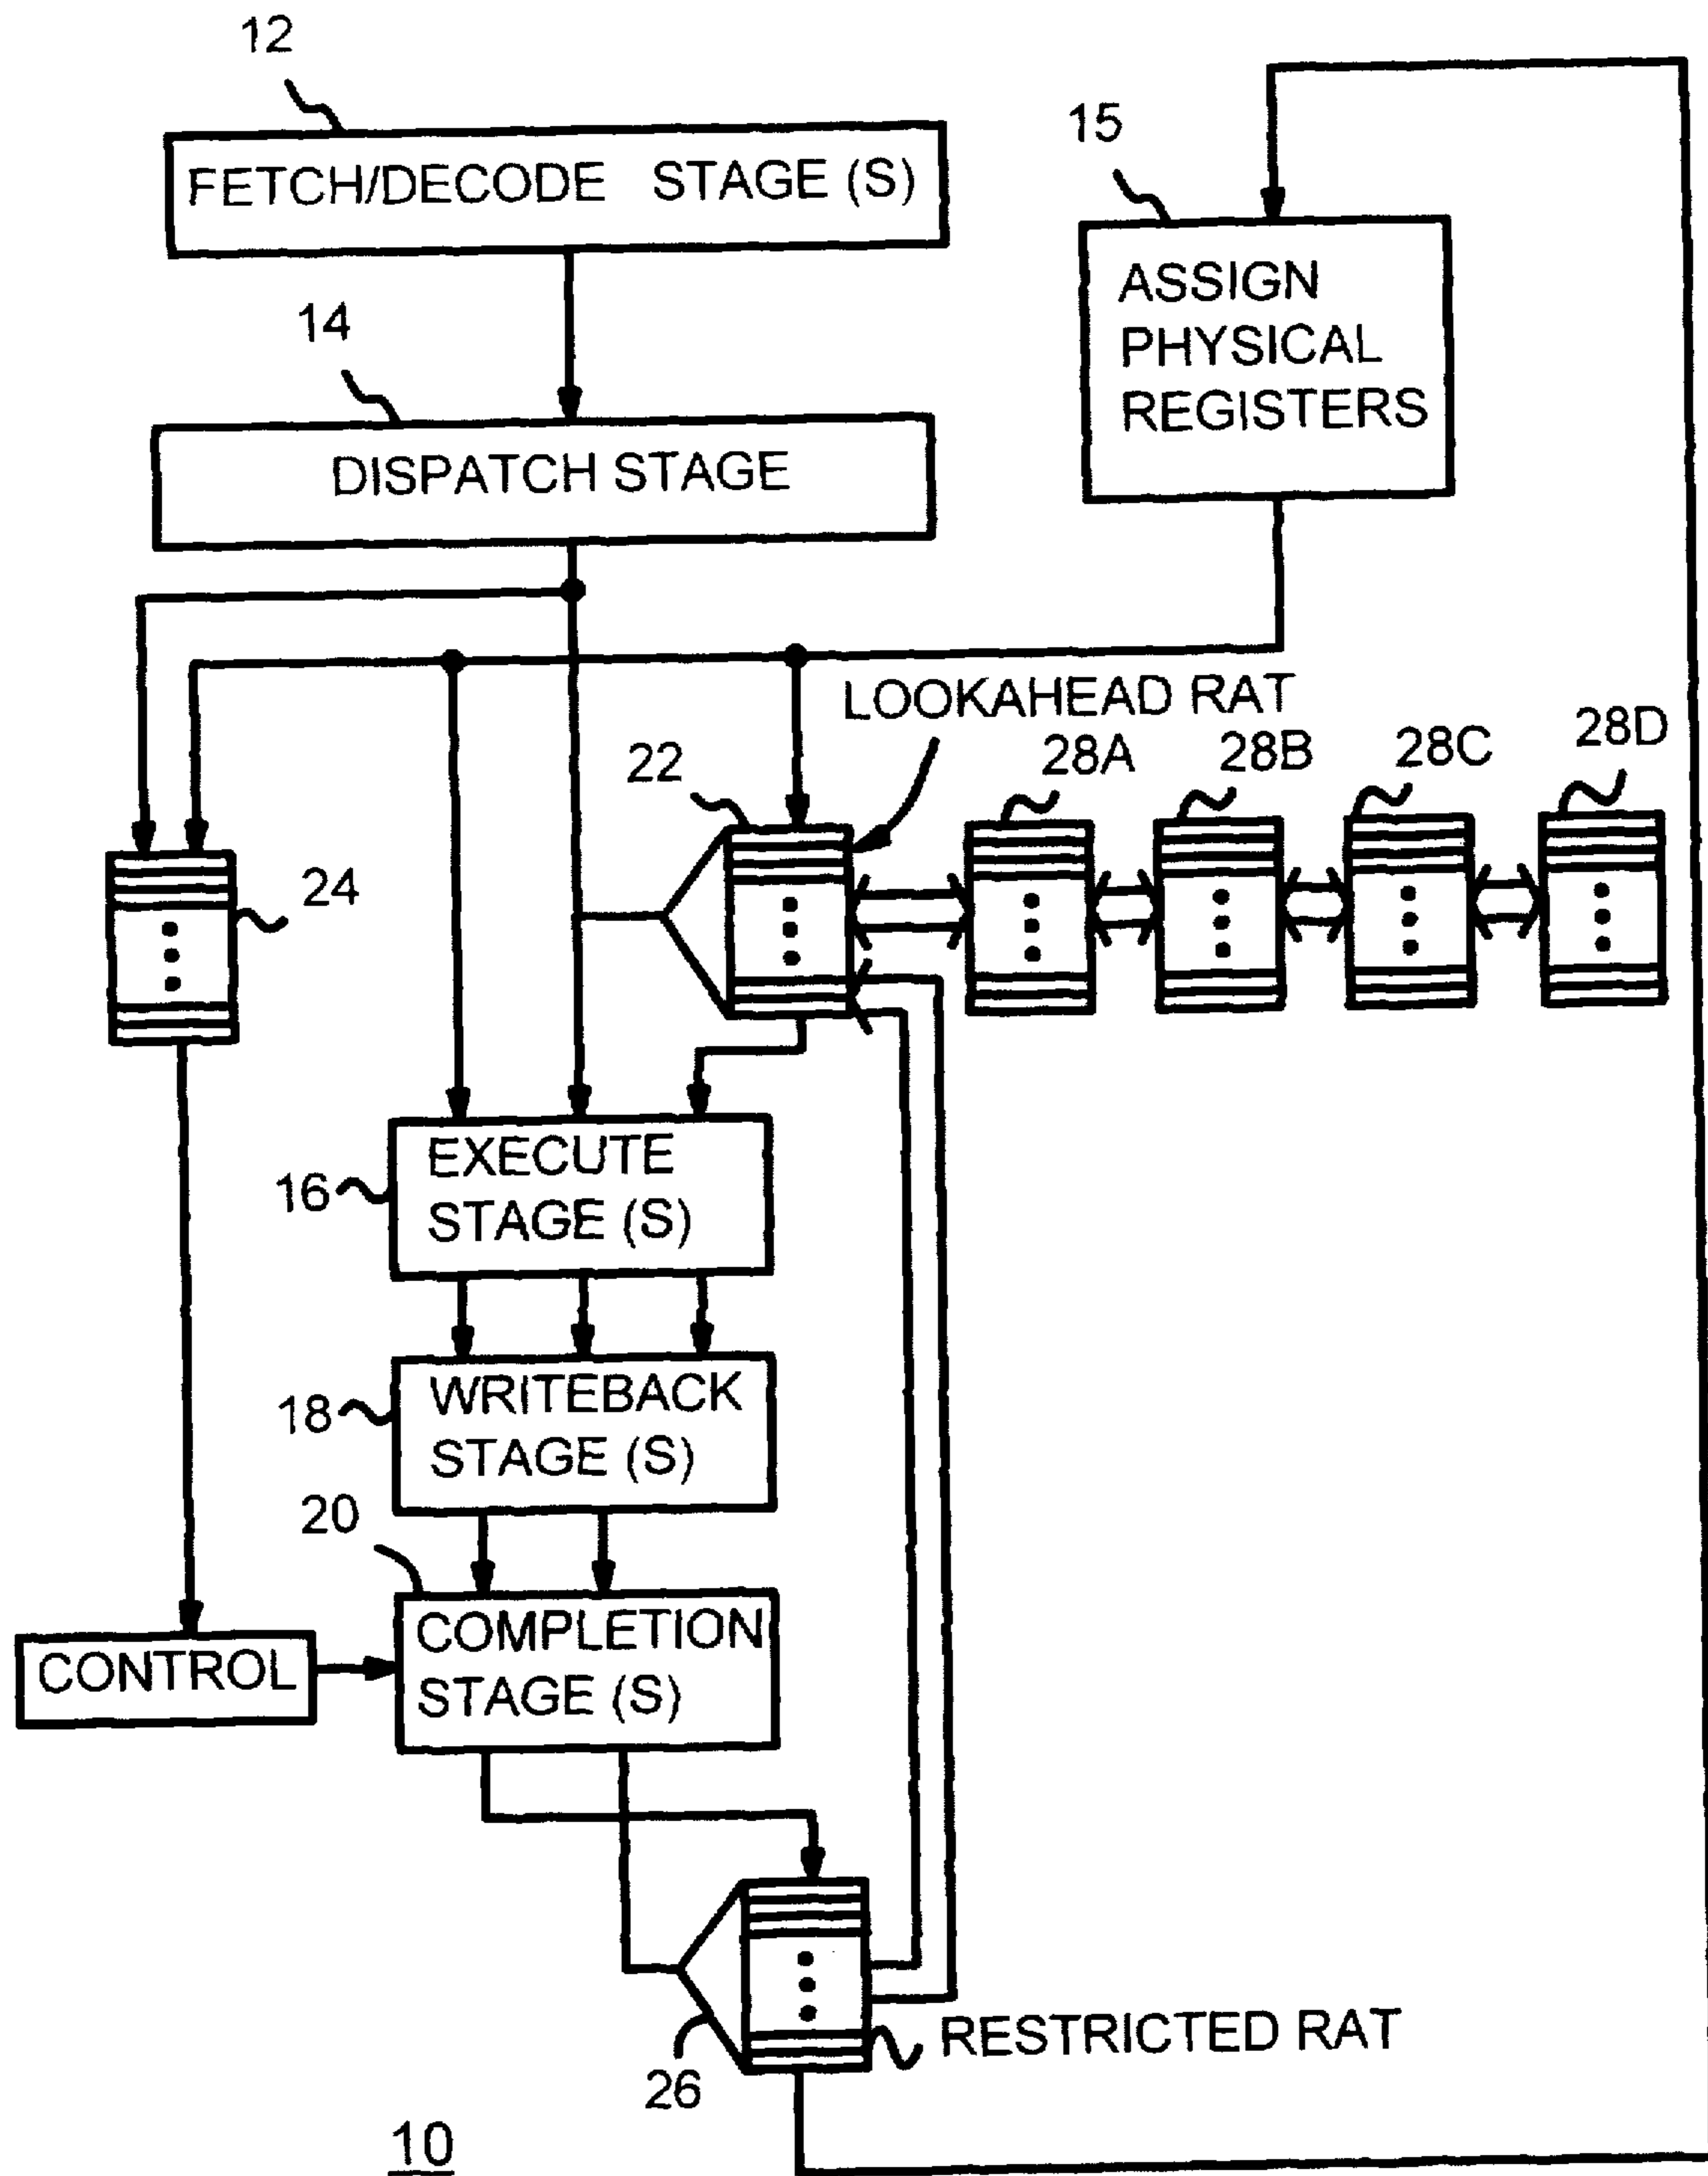 12
FETCH/DECODE STAGE (S)
15
ASSIGN
PHYSICAL
REGISTERS
14
DISPATCH STAGE
LOOKAHEAD RAT
22
28A
28B
28C
28D
24
EXECUTE
STAGE (S)
16
WRITEBACK
STAGE (S)
18
20
COMPLETION
STAGE (S)
CONTROL
RESTRICTED RAT
26
10